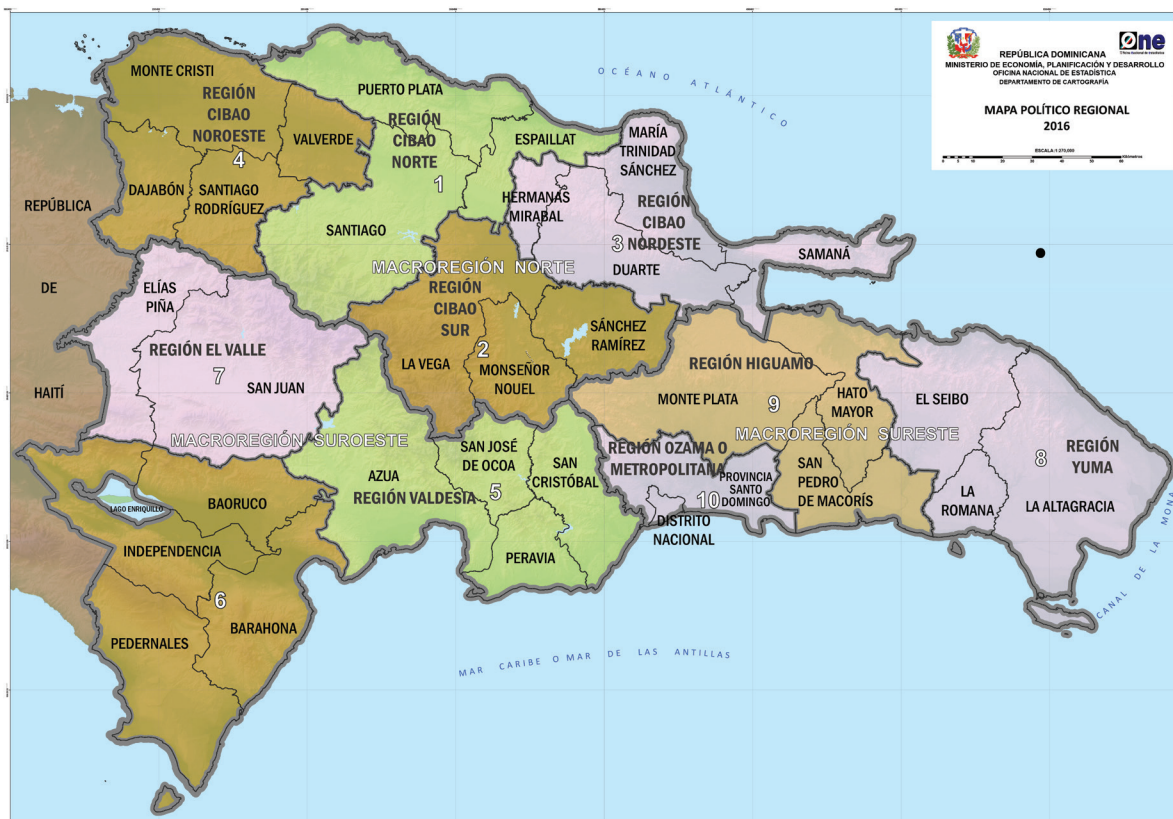 One
REPÚBLICA DOMINICANA
MINISTERIO DE ECONOMÍA, PLANIFICACIÓN Y DESARROLLO
OFICINA NACIONAL DE ESTADÍSTICA
DEPARTAMENTO DE CARTOGRAFÍA
MAPA POLÍTICO REGIONAL
2016
ESCALA:1:270,000
Kilómetros
OCÉANO ATLÁNTICO
MONTE CRISTI
REGIÓN
CIBAO
NOROESTE
4
VALVERDE
DAJABÓN
SANTIAGO
RODRÍGUEZ
PUERTO PLATA
REGIÓN
CIBAO
NORTE
1
ESPAILLAT
SANTIAGO
MARÍA
TRINIDAD
SÁNCHEZ
HERMANAS
MIRABAL
REGIÓN
CIBAO
NORDESTE
3
DUARTE
SAMANÁ
REPÚBLICA
DE
HAITÍ
MACROREGIÓN NORTE
REGIÓN
CIBAO
SUR
2
LA VEGA
MONSEÑOR
NOUEL
SÁNCHEZ
RAMÍREZ
ELÍAS
PIÑA
REGIÓN EL VALLE
7
SAN JUAN
MACROREGIÓN SUROESTE
REGIÓN HIGUAMO
MONTE PLATA
9
HATO
MAYOR
MACROREGIÓN SURESTE
SAN
PEDRO
DE MACORÍS
EL SEIBO
REGIÓN
YUMA
8
LA
ROMANA
LA ALTAGRACIA
AZUA
REGIÓN VALDESIA
SAN JOSÉ
DE OCOA
5
SAN
CRISTÓBAL
PERAVIA
REGIÓN OZAMA O
METROPOLITANA
PROVINCIA
SANTO
DOMINGO
10
DISTRITO
NACIONAL
BAORUCO
LAGO ENRIQUILLO
INDEPENDENCIA
6
BARAHONA
PEDERNALES
MAR CARIBE O MAR DE LAS ANTILLAS
CANAL DE LA MONA